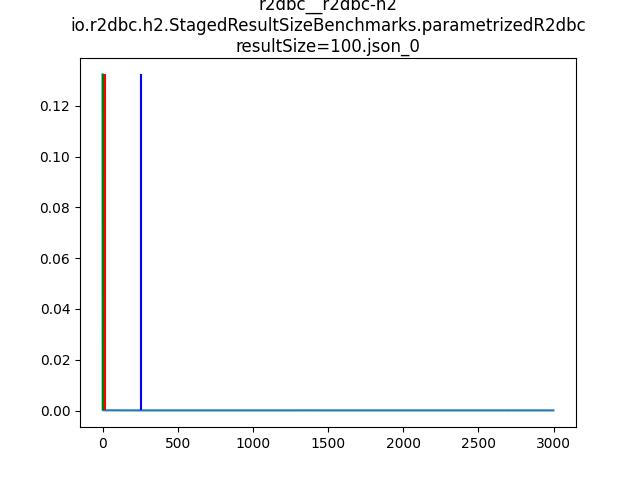 r2dbc__r2dbc-h2
io.r2dbc.h2.StagedResultSizeBenchmarks.parametrizedR2dbc
resultSize=100.json_0
0.12
0.10
0.08
0.06
0.04
0.02
0.00
0 500 1000 1500 2000 2500 3000